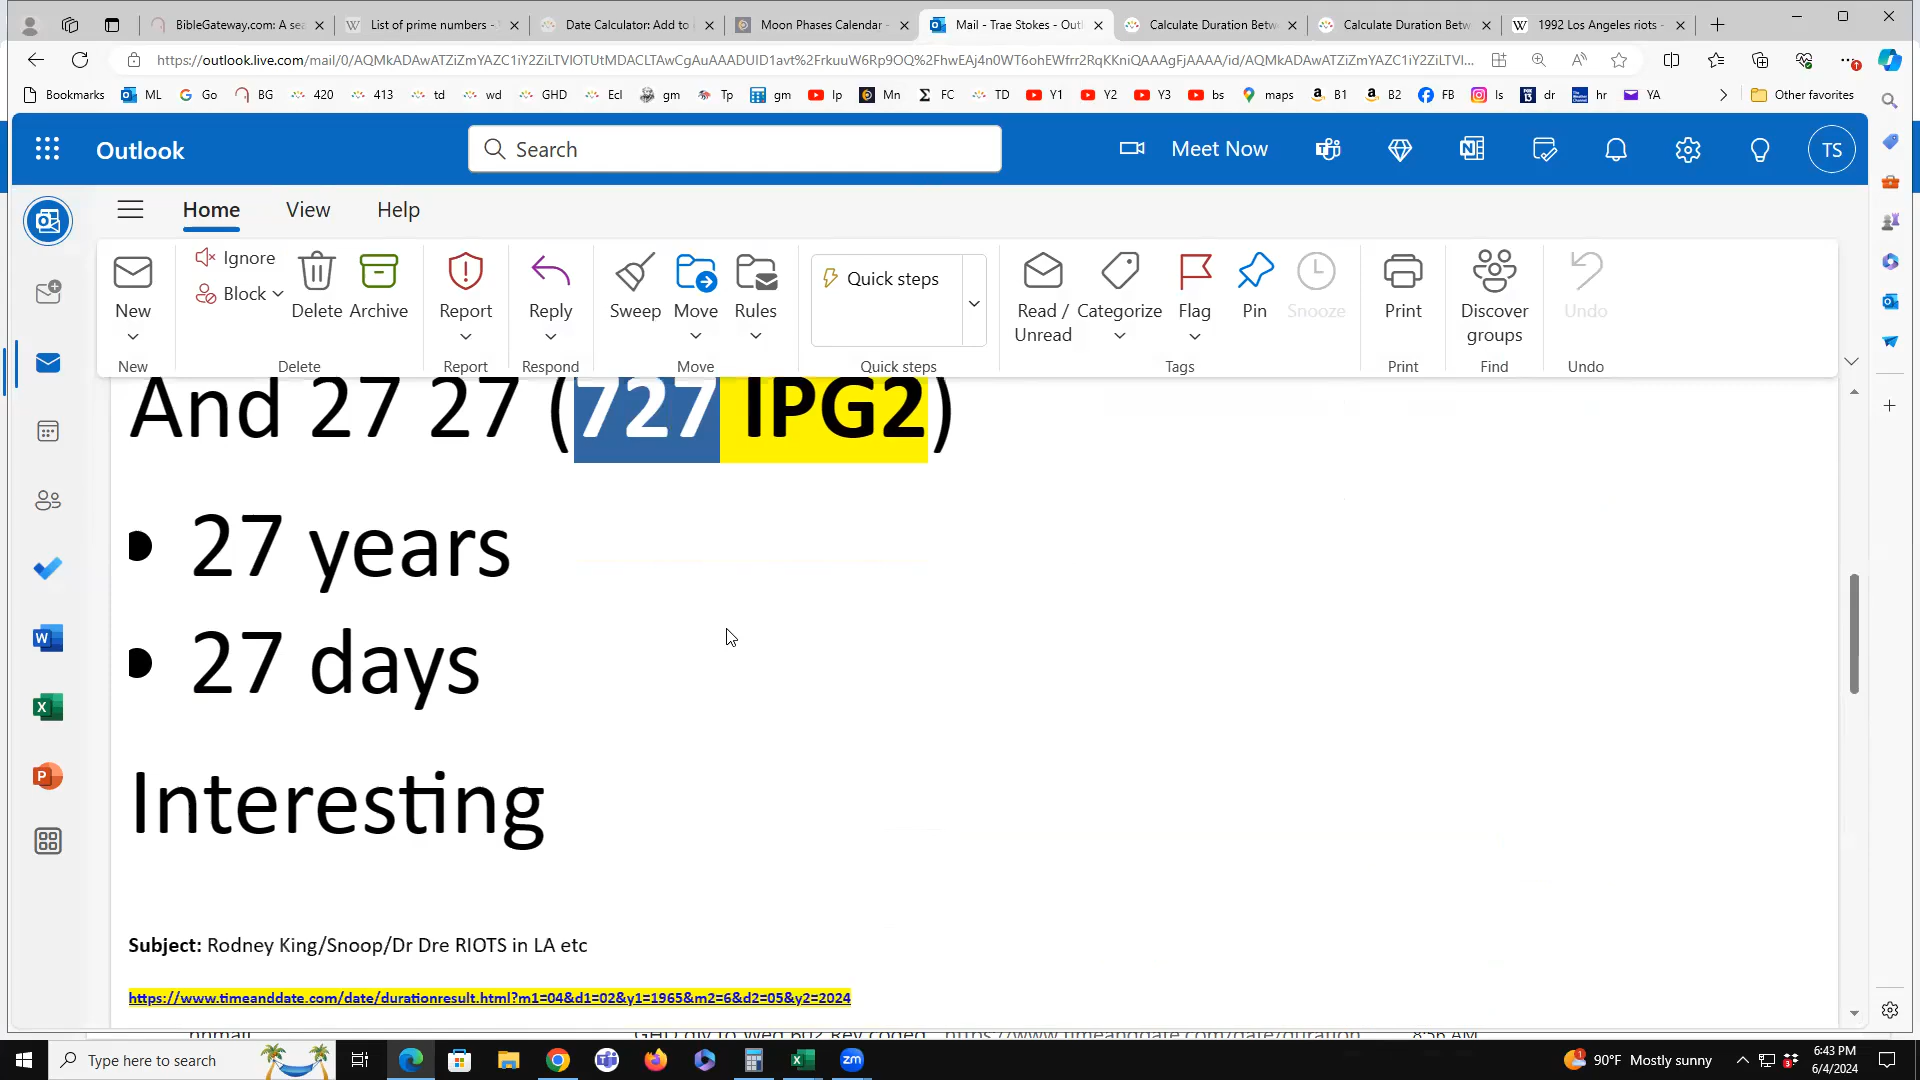 BibleGateway.com: A sea
List of prime numbers -
Date Calculator: Add to
Moon Phases Calendar -
Mail - Trae Stokes - Outl
Calculate Duration Betw
Calculate Duration Betw
1992 Los Angeles riots -
https://outlook.live.com/mail/0/AQMkADAwATZiZmYAZC1iY2ZiLTVlOTUtMDACLTAwCgAuAAADUID1avt%2FrkuuW6Rp9OQ%2FhwEAj4n0WT6ohEWfrr2RqKKniQAAAgFjAAAA/id/AQMkADAwATZiZmYAZC1iY2ZiLTVl...
Bookmarks ML Go BG 420 413 td wd GHD Ecl gm Tp gm Ip Mn FC TD Y1 Y2 Y3 bs maps B1 B2 FB Is dr hr YA Other favorites
Outlook
Search
Meet Now
TS
Home View Help
New
Ignore
Block
Delete
Archive
Report
Reply
Sweep
Move
Rules
Quick steps
Read / Unread
Categorize
Flag
Pin
Snooze
Print
Discover groups
Undo
New Delete Report Respond Move Quick steps Tags Print Find Undo
And 27 27 (727 IPG2)
• 27 years
• 27 days
Interesting
Subject: Rodney King/Snoop/Dr Dre RIOTS in LA etc
https://www.timeanddate.com/date/durationresult.html?m1=04&d1=02&y1=1965&m2=6&d2=05&y2=2024
8:56 AM
Type here to search
90°F Mostly sunny
6:43 PM
6/4/2024